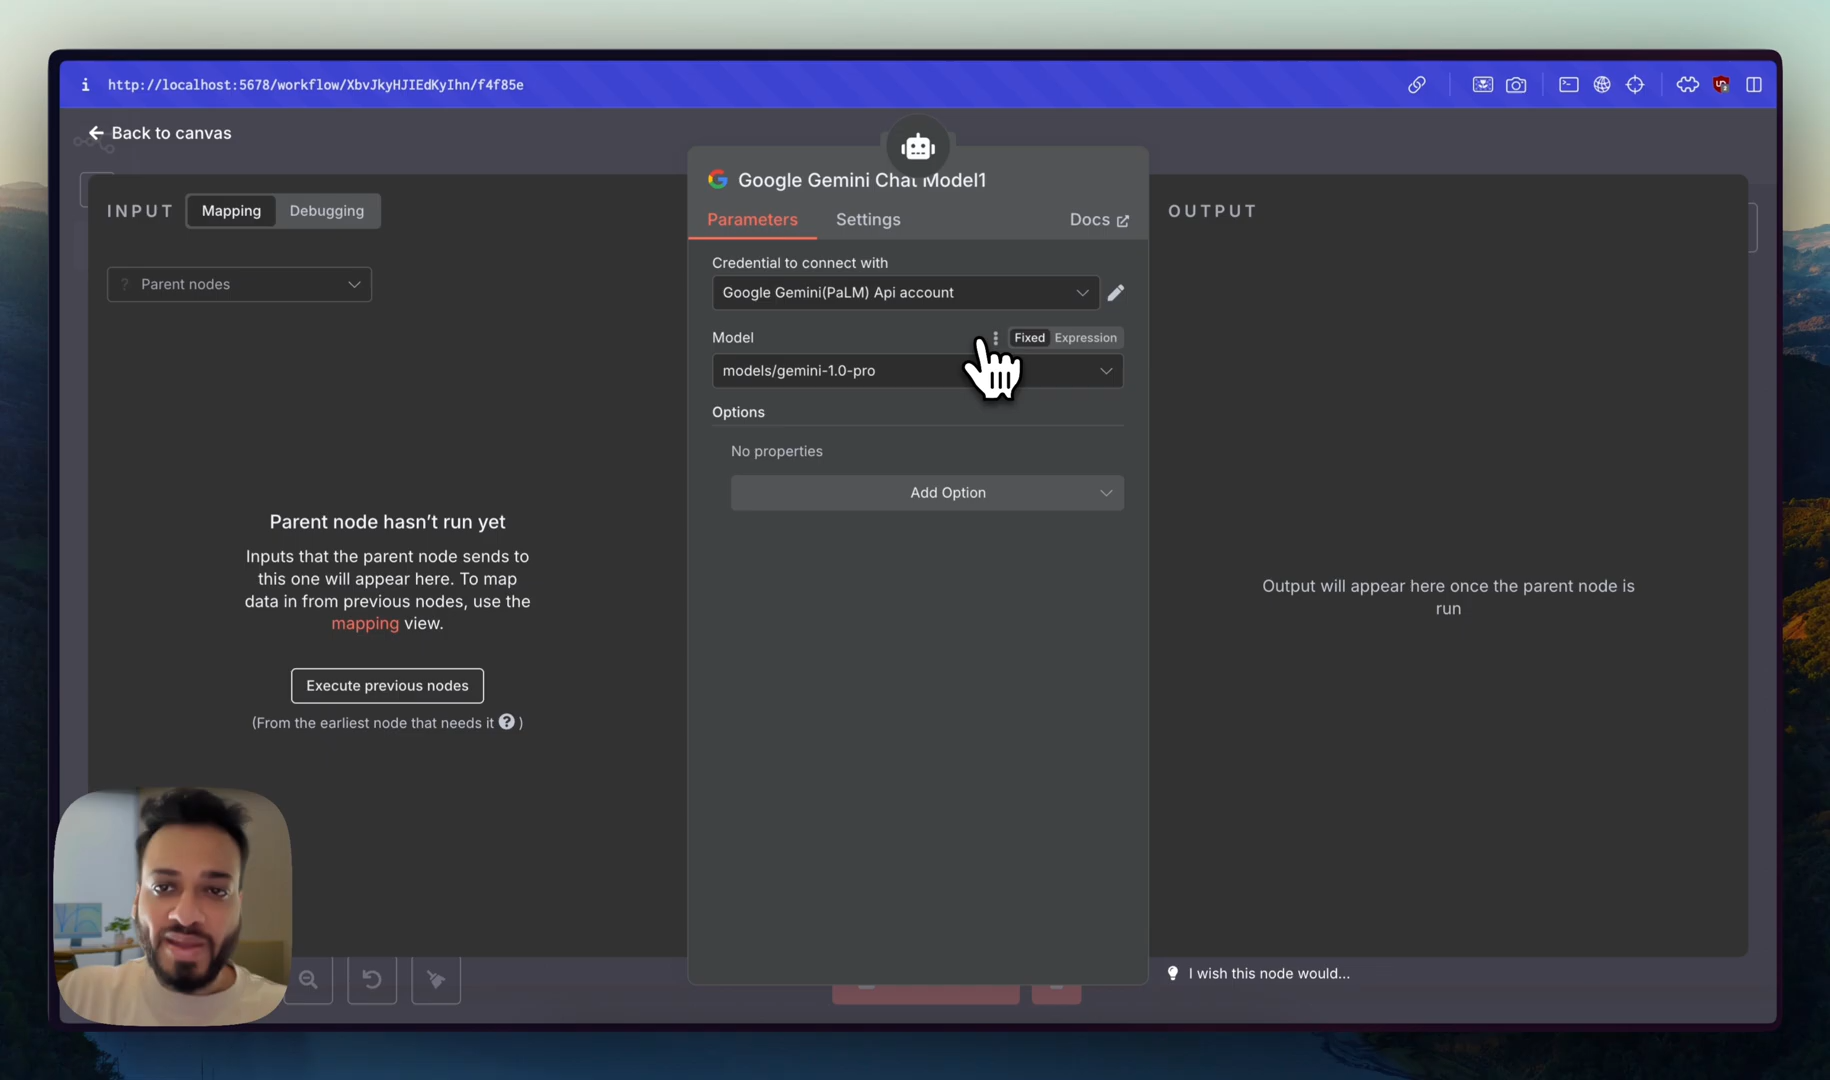 http://localhost:5678/workflow/XbvJkyHJIEdKyIhn/f4f85e
Back to canvas
INPUT
Mapping
Debugging
Parent nodes
Parent node hasn't run yet
Inputs that the parent node sends to
this one will appear here. To map
data in from previous nodes, use the
mapping view.
Execute previous nodes
(From the earliest node that needs it ? )
Google Gemini Chat Model1
Parameters
Settings
Docs
Credential to connect with
Google Gemini(PaLM) Api account
Model
Fixed
Expression
models/gemini-1.0-pro
Options
No properties
Add Option
OUTPUT
Output will appear here once the parent node is
run
I wish this node would...